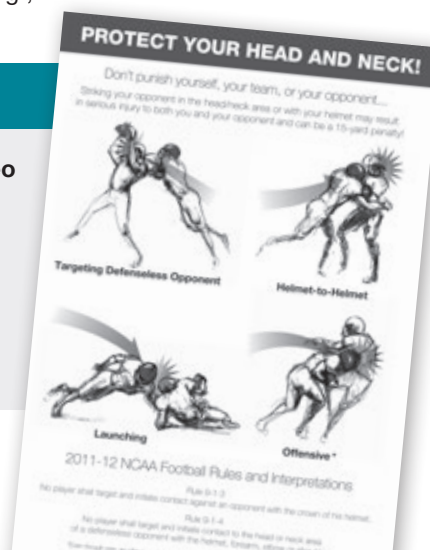 g,
PROTECT YOUR HEAD AND NECK!
Don't punish yourself, your team, or your opponent....
Striking your opponent in the head/neck area or with your helmet may result
in serious injury to both you and your opponent and can be a 15-yard penalty!
o
Targeting Defenseless Opponent
Helmet-to-Helmet
Launching
Offensive*
2011-12 NCAA Football Rules and Interpretations
Rule 9-1-3
No player shall target and initiate contact against an opponent with the crown of his helmet.
Rule 9-1-4
No player shall target and initiate contact to the head or neck area
of a defenseless opponent with the helmet, forearm, elbow